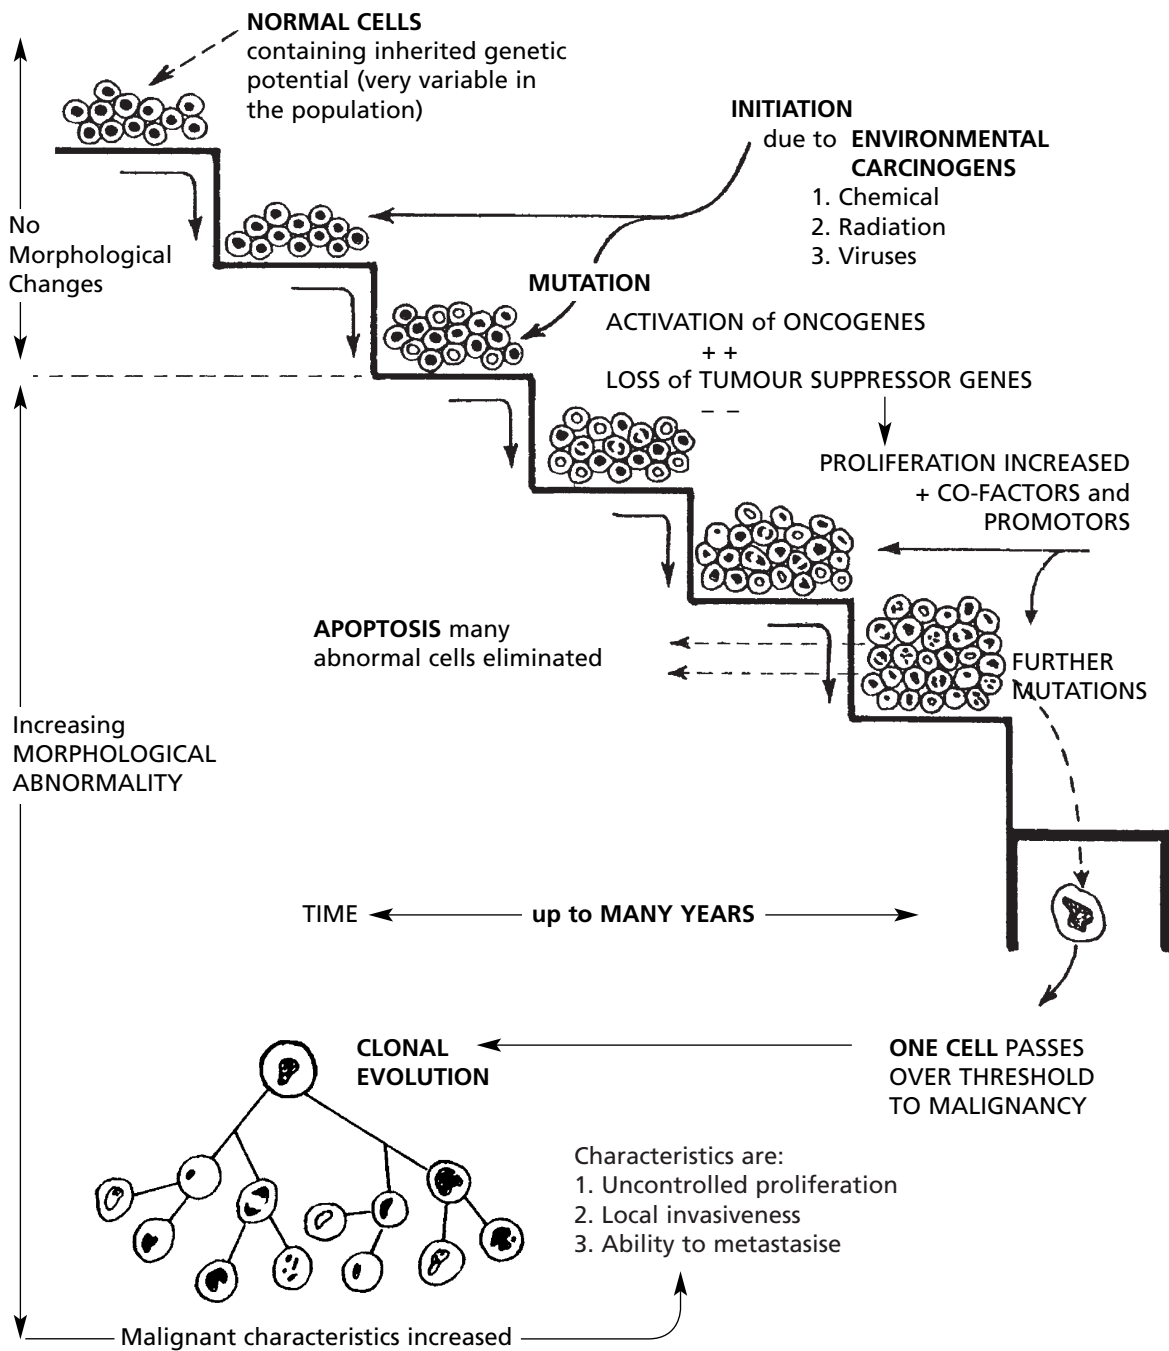 NORMAL CELLS
containing inherited genetic
potential (very variable in
the population)
INITIATION
due to ENVIRONMENTAL
CARCINOGENS
1. Chemical
2. Radiation
3. Viruses
No
Morphological
Changes
MUTATION
ACTIVATION of ONCOGENES
+ +
LOSS of TUMOUR SUPPRESSOR GENES
– –
PROLIFERATION INCREASED
+ CO-FACTORS and
PROMOTORS
APOPTOSIS many
abnormal cells eliminated
FURTHER
MUTATIONS
Increasing
MORPHOLOGICAL
ABNORMALITY
TIME up to MANY YEARS
ONE CELL PASSES
OVER THRESHOLD
TO MALIGNANCY
CLONAL
EVOLUTION
Characteristics are:
1. Uncontrolled proliferation
2. Local invasiveness
3. Ability to metastasise
Malignant characteristics increased